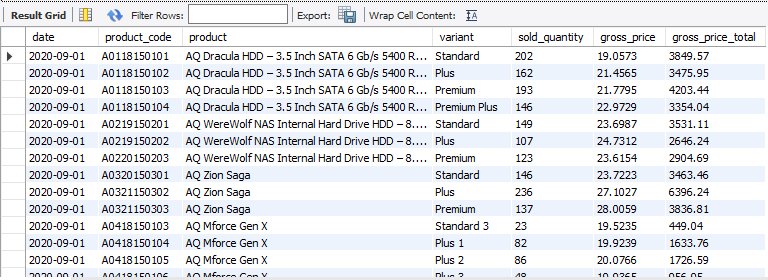 Result Grid Filter Rows: Export: Wrap Cell Content:
date product_code product variant sold_quantity gross_price gross_price_total
2020-09-01 A0118150101 AQ Dracula HDD – 3.5 Inch SATA 6 Gb/s 5400 R... Standard 202 19.0573 3849.57
2020-09-01 A0118150102 AQ Dracula HDD – 3.5 Inch SATA 6 Gb/s 5400 R... Plus 162 21.4565 3475.95
2020-09-01 A0118150103 AQ Dracula HDD – 3.5 Inch SATA 6 Gb/s 5400 R... Premium 193 21.7795 4203.44
2020-09-01 A0118150104 AQ Dracula HDD – 3.5 Inch SATA 6 Gb/s 5400 R... Premium Plus 146 22.9729 3354.04
2020-09-01 A0219150201 AQ WereWolf NAS Internal Hard Drive HDD – 8.... Standard 149 23.6987 3531.11
2020-09-01 A0219150202 AQ WereWolf NAS Internal Hard Drive HDD – 8.... Plus 107 24.7312 2646.24
2020-09-01 A0220150203 AQ WereWolf NAS Internal Hard Drive HDD – 8.... Premium 123 23.6154 2904.69
2020-09-01 A0320150301 AQ Zion Saga Standard 146 23.7223 3463.46
2020-09-01 A0321150302 AQ Zion Saga Plus 236 27.1027 6396.24
2020-09-01 A0321150303 AQ Zion Saga Premium 137 28.0059 3836.81
2020-09-01 A0418150103 AQ Mforce Gen X Standard 3 23 19.5235 449.04
2020-09-01 A0418150104 AQ Mforce Gen X Plus 1 82 19.9239 1633.76
2020-09-01 A0418150105 AQ Mforce Gen X Plus 2 86 20.0766 1726.59
2020-09-01 A0418150106 AQ Mforce Gen X Plus 3 48 19.9365 956.95